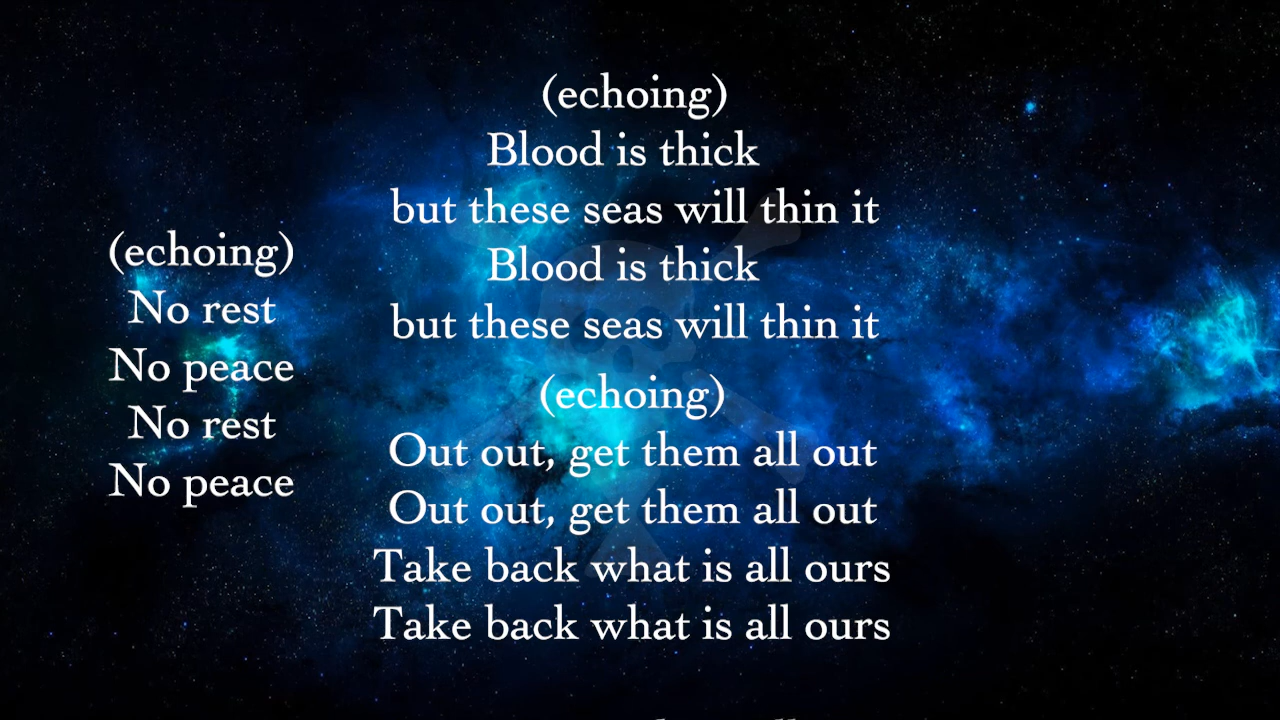 (echoing)
No rest
No peace
No rest
No peace
(echoing)
Blood is thick
but these seas will thin it
Blood is thick
but these seas will thin it
(echoing)
Out out, get them all out
Out out, get them all out
Take back what is all ours
Take back what is all ours